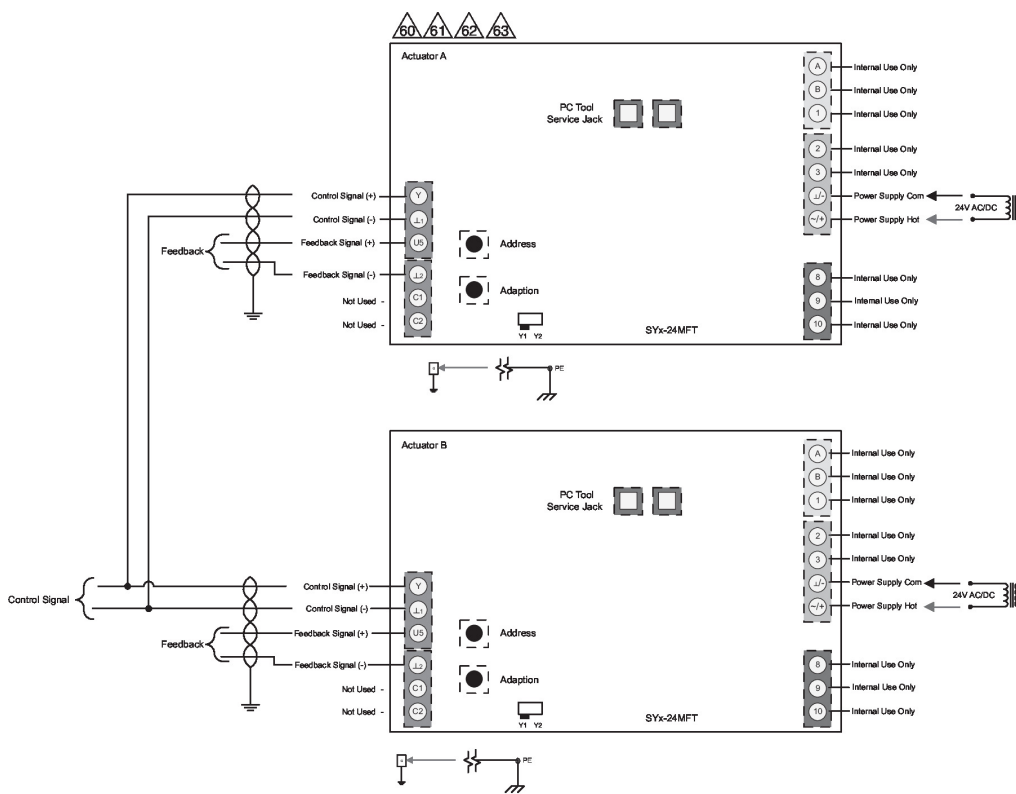 60 61 62 63
Actuator A
PC Tool
Service Jack
A Internal Use Only
B Internal Use Only
1 Internal Use Only
2 Internal Use Only
3 Internal Use Only
⊥/- Power Supply Com
~/+ Power Supply Hot
24V AC/DC
8 Internal Use Only
9 Internal Use Only
10 Internal Use Only
Control Signal (+) Y
Control Signal (-) ⊥1
Feedback Signal (+) U5
Feedback Signal (-) ⊥2
Not Used - C1
Not Used - C2
Feedback
Address
Adaption
Y1 Y2
SYx-24MFT
PE
Actuator B
PC Tool
Service Jack
A Internal Use Only
B Internal Use Only
1 Internal Use Only
2 Internal Use Only
3 Internal Use Only
⊥/- Power Supply Com
~/+ Power Supply Hot
24V AC/DC
8 Internal Use Only
9 Internal Use Only
10 Internal Use Only
Control Signal
Control Signal (+) Y
Control Signal (-) ⊥1
Feedback Signal (+) U5
Feedback Signal (-) ⊥2
Not Used - C1
Not Used - C2
Feedback
Address
Adaption
Y1 Y2
SYx-24MFT
PE